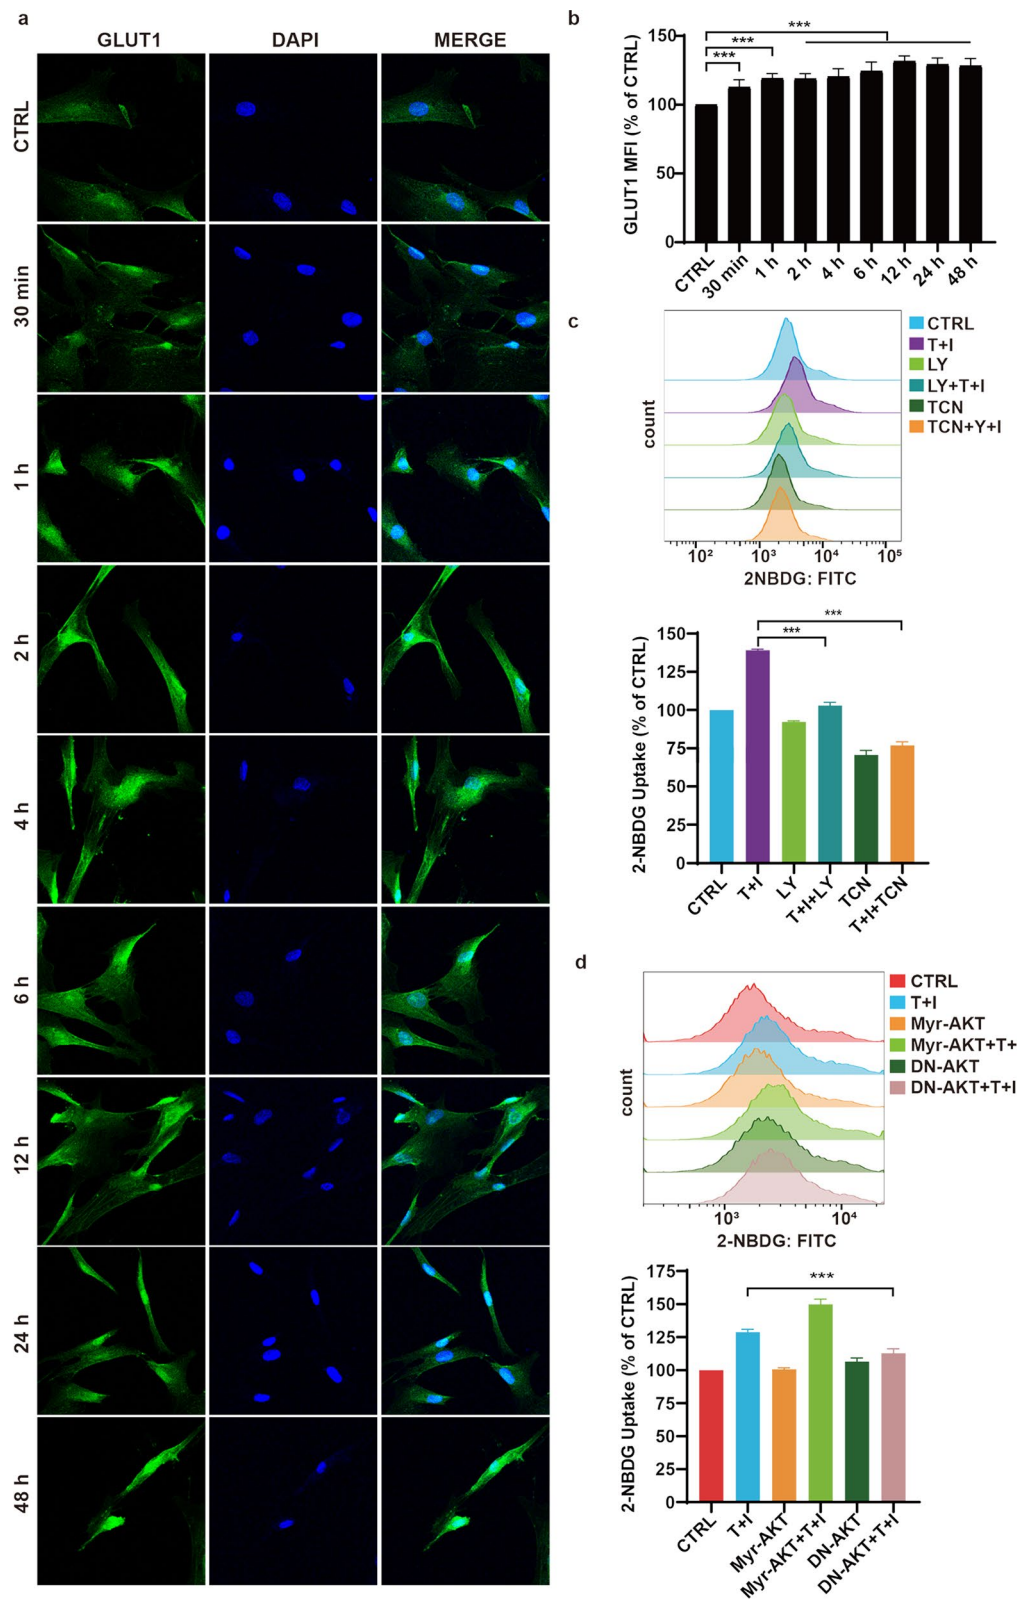 a
GLUT1 DAPI MERGE
CTRL
30 min
1 h
2 h
4 h
6 h
12 h
24 h
48 h
b
GLUT1 MFI (% of CTRL)
150
100
50
0
***
***
***
CTRL 30 min 1 h 2 h 4 h 6 h 12 h 24 h 48 h
c
count
10² 10³ 10⁴ 10⁵
2NBDG: FITC
CTRL
T+I
LY
LY+T+I
TCN
TCN+Y+I
2-NBDG Uptake (% of CTRL)
150
125
100
75
50
25
0
***
***
CTRL T+I LY T+I+LY TCN T+I+TCN
d
count
10³ 10⁴
2-NBDG: FITC
CTRL
T+I
Myr-AKT
Myr-AKT+T+
DN-AKT
DN-AKT+T+I
2-NBDG Uptake (% of CTRL)
175
150
125
100
75
50
25
0
***
CTRL T+I Myr-AKT Myr-AKT+T+I DN-AKT DN-AKT+T+I